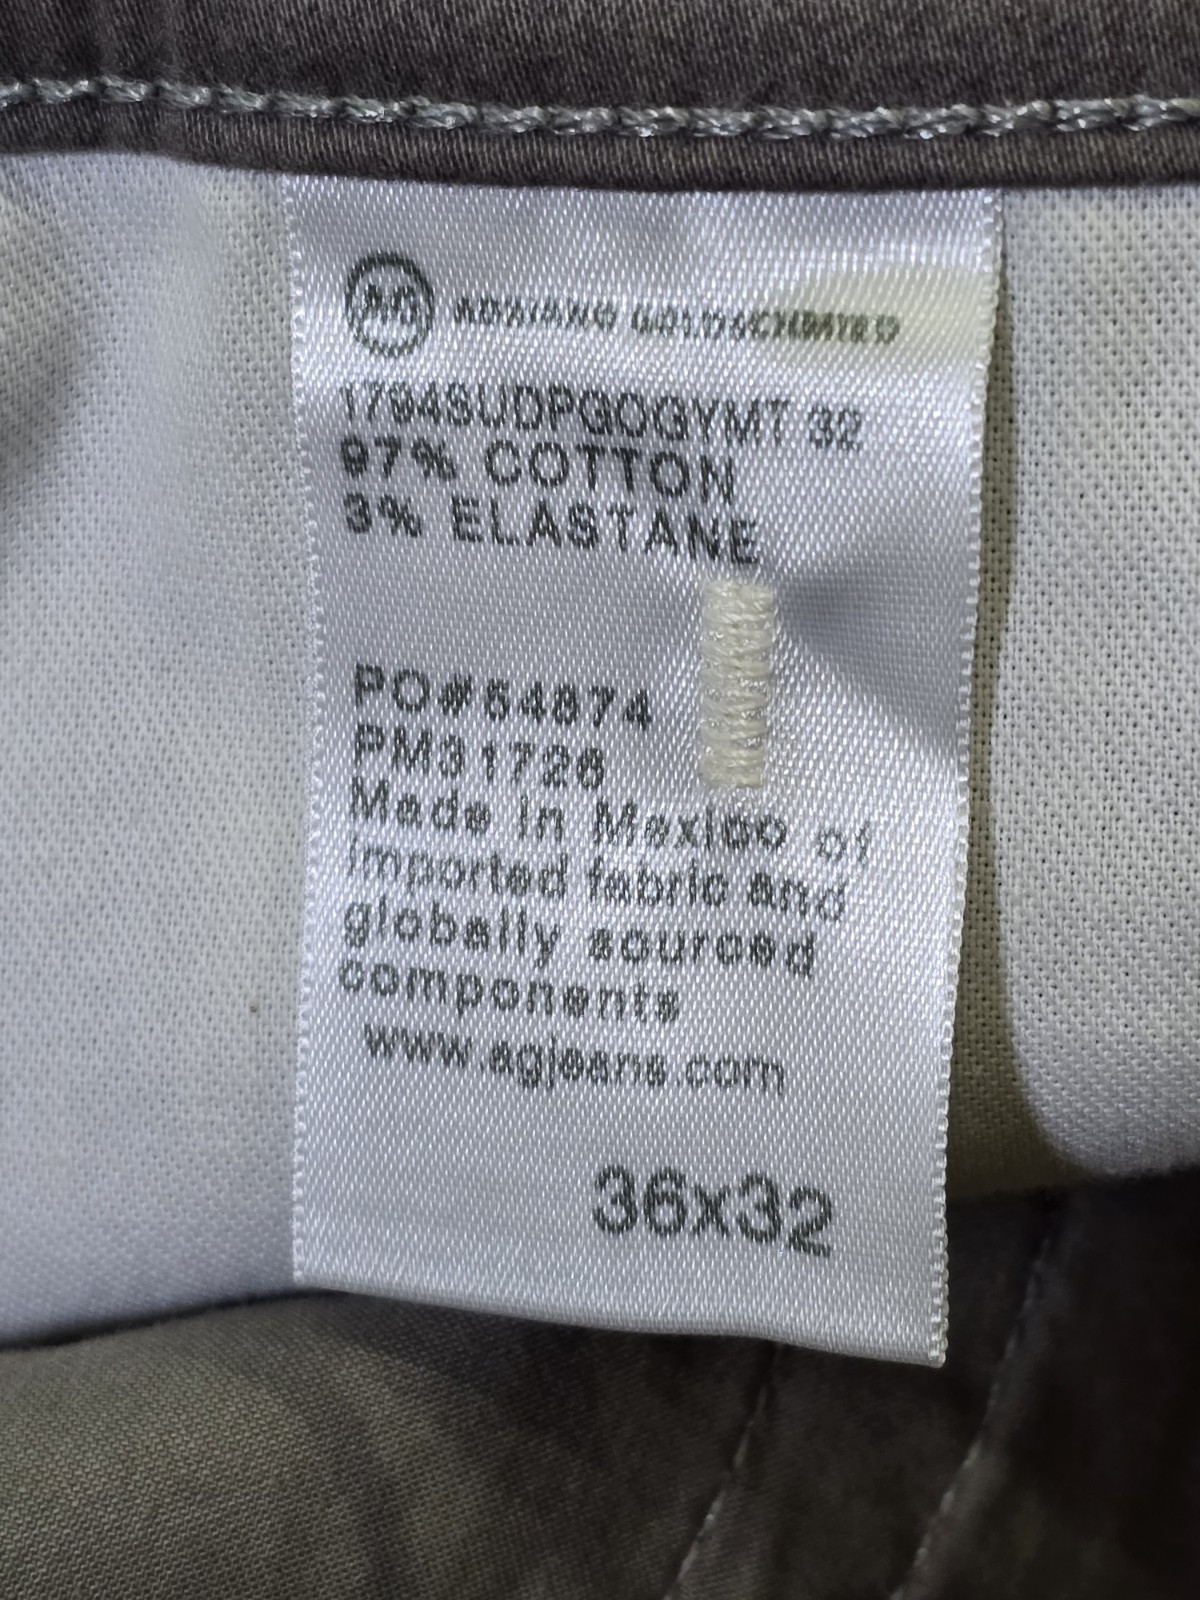 AG ADRIANO GOLDSCHMIED
1794SUDPGOGYMT 32
97% COTTON
3% ELASTANE
PO#54874
PM31726
Made in Mexico of
imported fabric and
globally sourced
components
www.agjeans.com
36x32